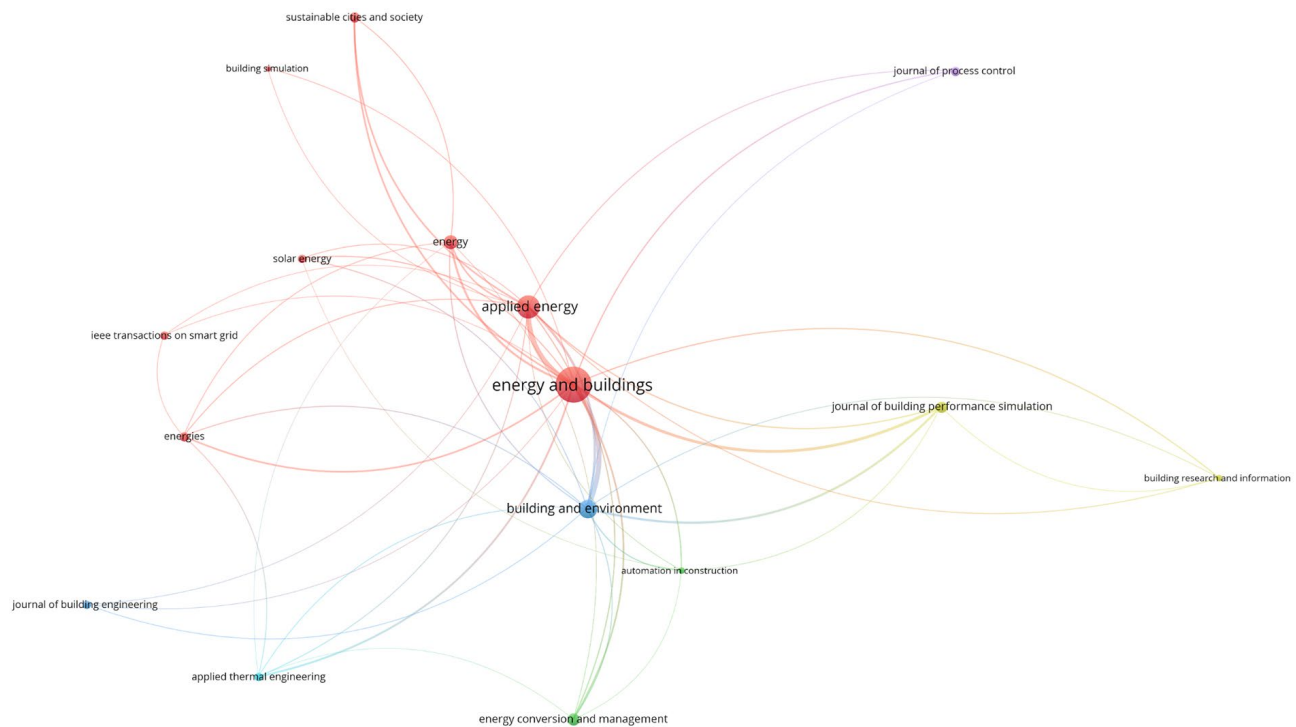 sustainable cities and society
building simulation
journal of process control
energy
solar energy
applied energy
ieee transactions on smart grid
energy and buildings
journal of building performance simulation
energies
building research and information
building and environment
automation in construction
journal of building engineering
applied thermal engineering
energy conversion and management